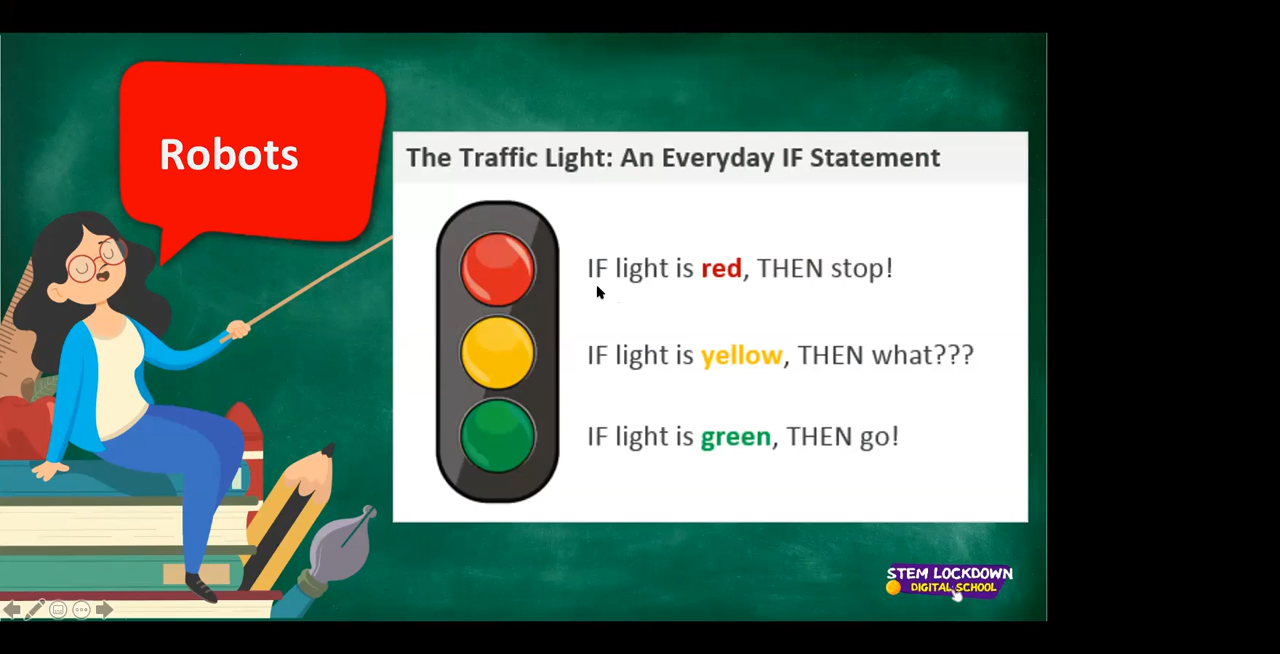 Robots
The Traffic Light: An Everyday IF Statement
IF light is red, THEN stop!
IF light is yellow, THEN what???
IF light is green, THEN go!
STEM LOCKDOWN
DIGITAL SCHOOL